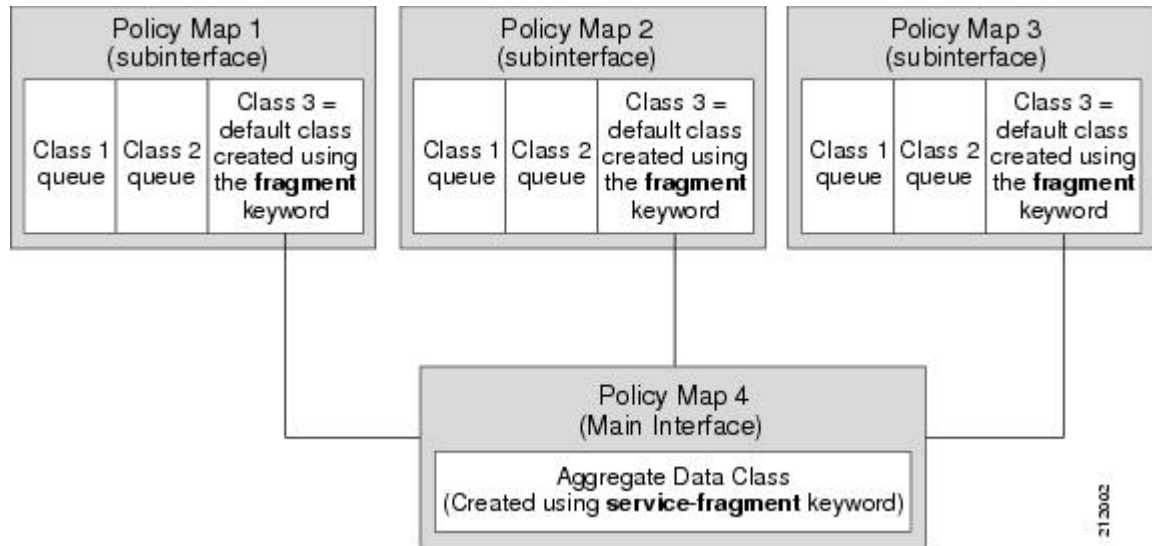 Policy Map 1
(subinterface)
Class 1
queue
Class 2
queue
Class 3 =
default class
created using
the fragment
keyword
Policy Map 2
(subinterface)
Class 1
queue
Class 2
queue
Class 3 =
default class
created using
the fragment
keyword
Policy Map 3
(subinterface)
Class 1
queue
Class 2
queue
Class 3 =
default class
created using
the fragment
keyword
Policy Map 4
(Main Interface)
Aggregate Data Class
(Created using service-fragment keyword)
212002